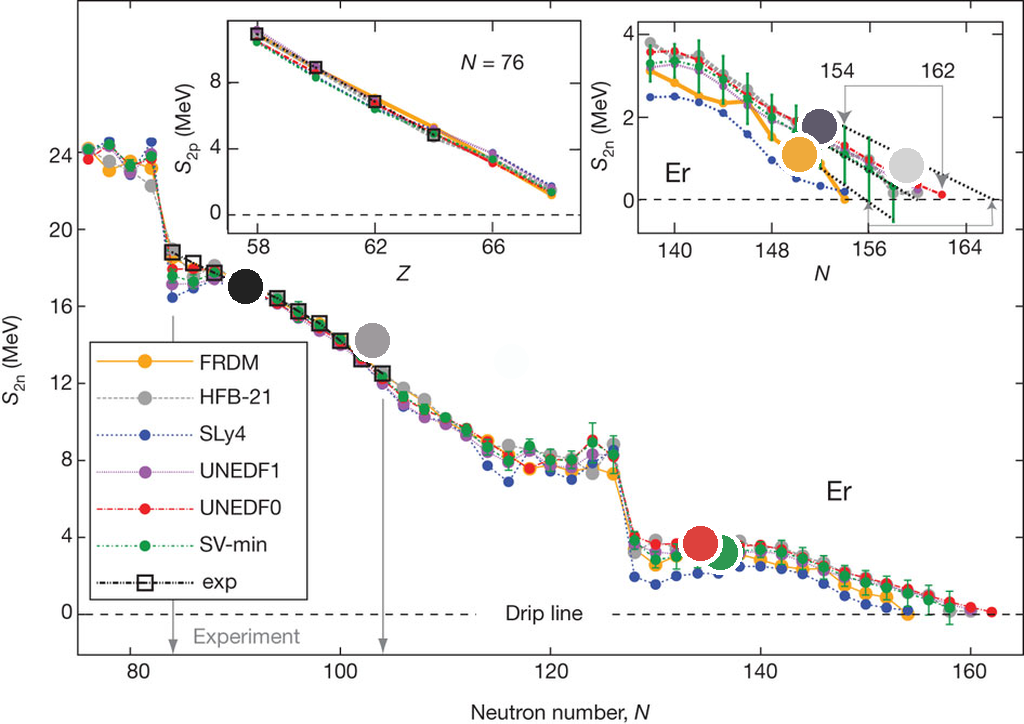 S2p (MeV)
8
4
0
58
62
66
Z
N = 76
S2n (MeV)
4
2
0
140
148
156
164
N
154
162
Er
S2n (MeV)
24
20
16
12
8
4
0
FRDM
HFB-21
SLy4
UNEDF1
UNEDF0
SV-min
exp
Er
Drip line
Experiment
80
100
120
140
160
Neutron number, N